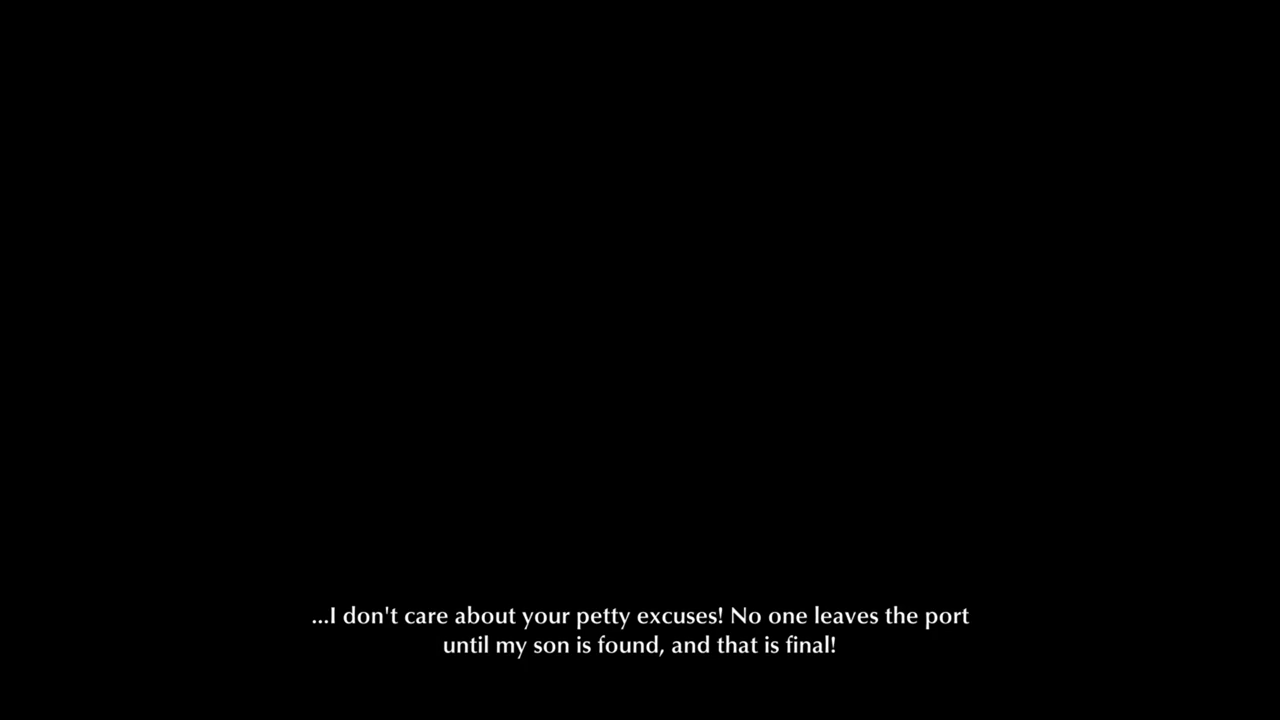 ...I don't care about your petty excuses! No one leaves the port
until my son is found, and that is final!